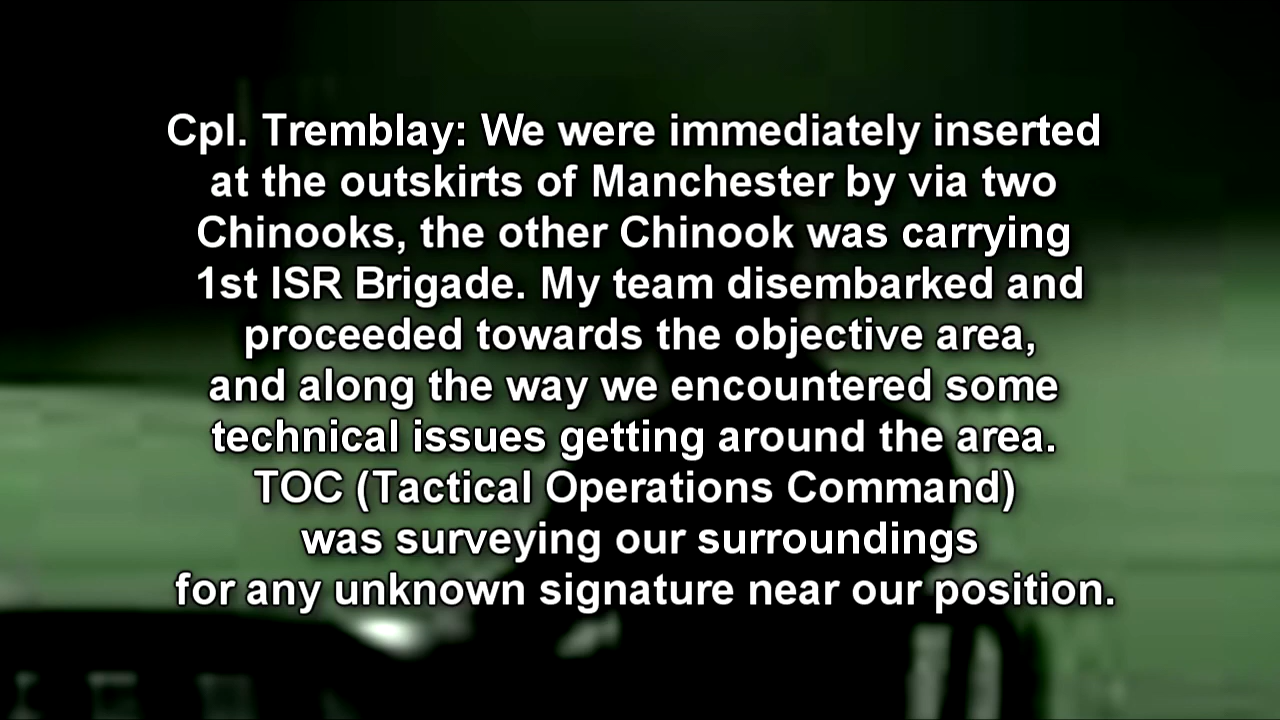 Cpl. Tremblay: We were immediately inserted
at the outskirts of Manchester by via two
Chinooks, the other Chinook was carrying
1st ISR Brigade. My team disembarked and
proceeded towards the objective area,
and along the way we encountered some
technical issues getting around the area.
TOC (Tactical Operations Command)
was surveying our surroundings
for any unknown signature near our position.